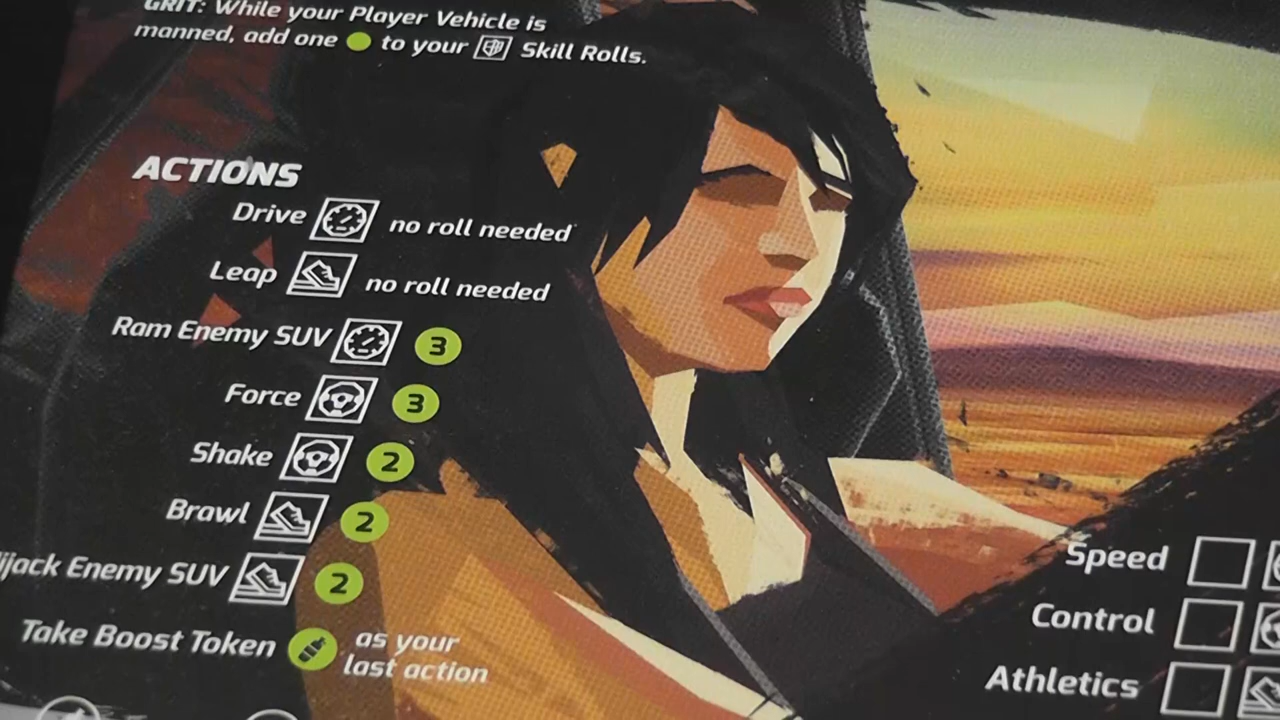 GRIT: While your Player Vehicle is
manned, add one to your Skill Rolls.
ACTIONS
Drive no roll needed
Leap no roll needed
Ram Enemy SUV 3
Force 3
Shake 2
Brawl 2
ijack Enemy SUV 2
Take Boost Token as your
last action
Speed
Control
Athletics